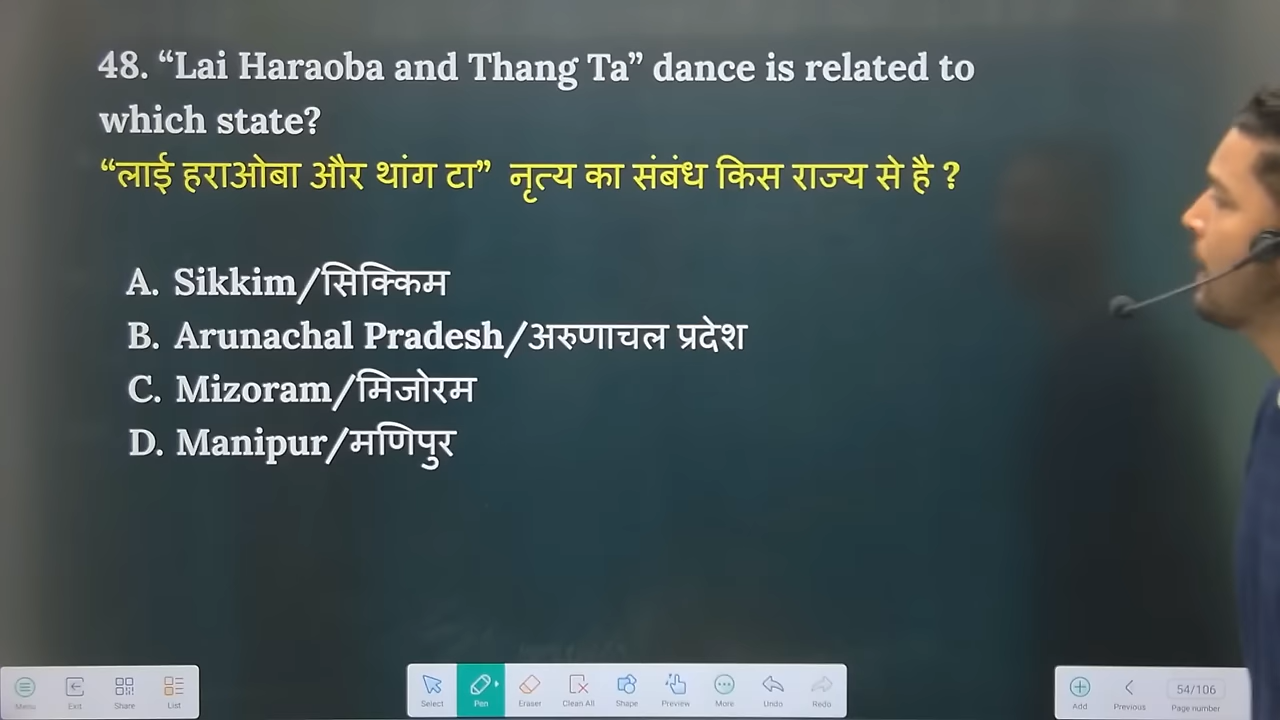 48. “Lai Haraoba and Thang Ta” dance is related to
which state?
“लाई हराओबा और थांग टा” नृत्य का संबंध किस राज्य से है ?
A. Sikkim/सिक्किम
B. Arunachal Pradesh/अरुणाचल प्रदेश
C. Mizoram/मिजोरम
D. Manipur/मणिपुर
Menu Exit Share List Select Pen Eraser Clean All Shape Preview More Undo Redo Add Previous 54/106 Page number